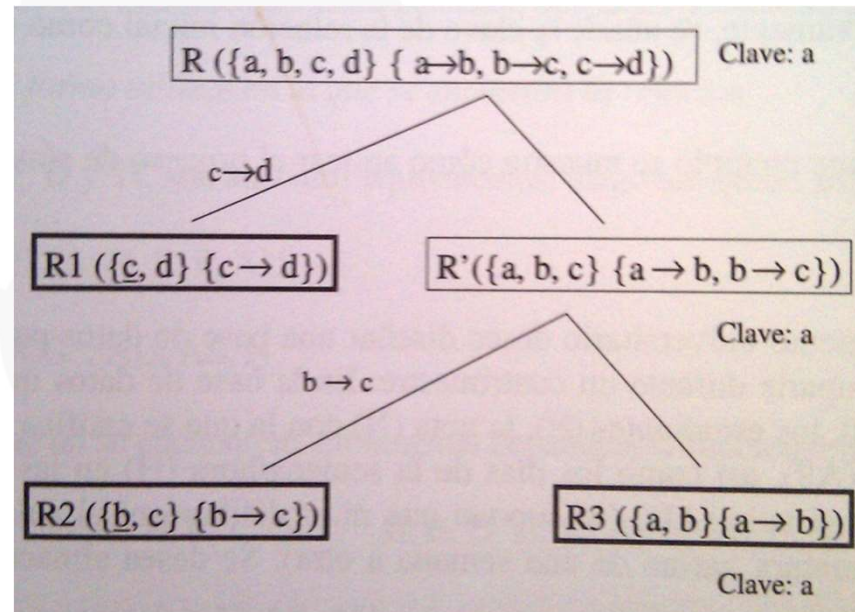 R ({a, b, c, d} { a→b, b→c, c→d}) Clave: a
c→d
R1 ({c, d} {c→ d}) R’({a, b, c} {a→ b, b→ c})
Clave: a
b → c
R2 ({b, c} {b→ c}) R3 ({a, b}{a→ b})
Clave: a